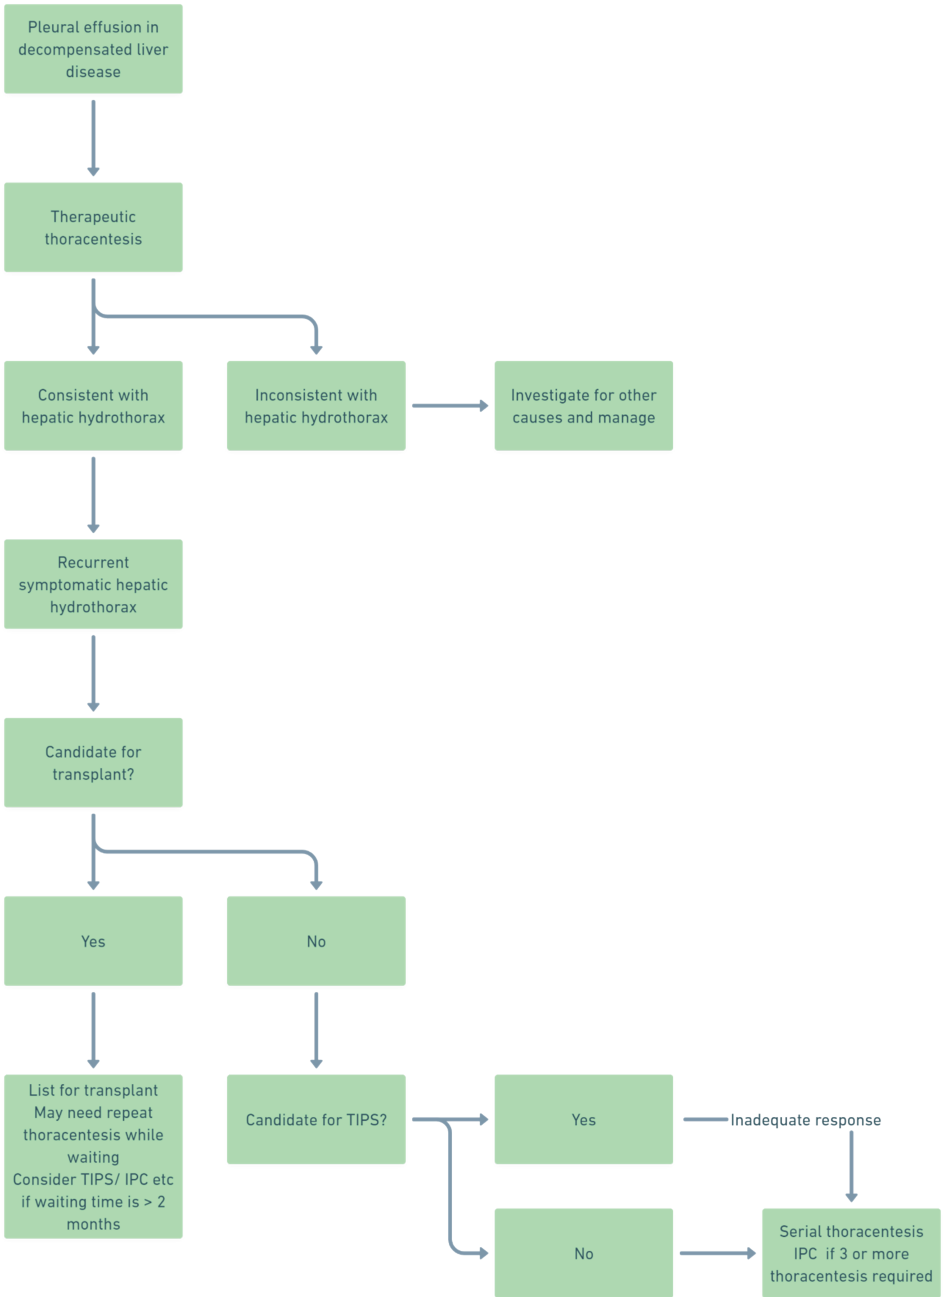 Pleural effusion in
decompensated liver
disease
Therapeutic
thoracentesis
Consistent with
hepatic hydrothorax
Inconsistent with
hepatic hydrothorax
Investigate for other
causes and manage
Recurrent
symptomatic hepatic
hydrothorax
Candidate for
transplant?
Yes
No
List for transplant
May need repeat
thoracentesis while
waiting
Consider TIPS/ IPC etc
if waiting time is > 2
months
Candidate for TIPS?
Yes
Inadequate response
No
Serial thoracentesis
IPC if 3 or more
thoracentesis required